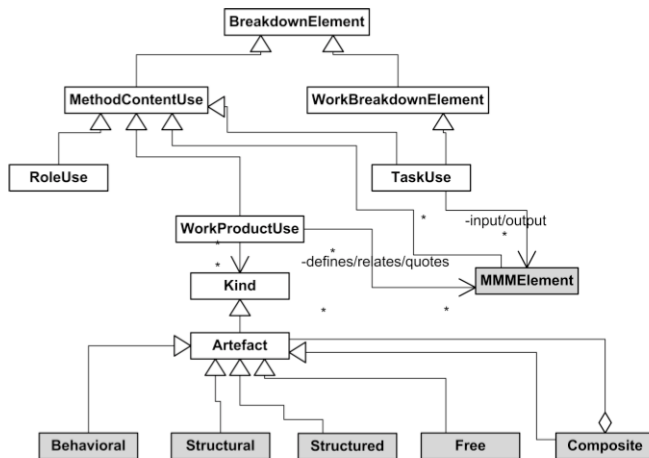 BreakdownElement
MethodContentUse
WorkBreakdownElement
RoleUse
TaskUse
*
-input/output
*
WorkProductUse
*
*
-defines/relates/quotes
*
Kind
MMMElement
*
*
Artefact
Behavioral
Structural
Structured
Free
Composite